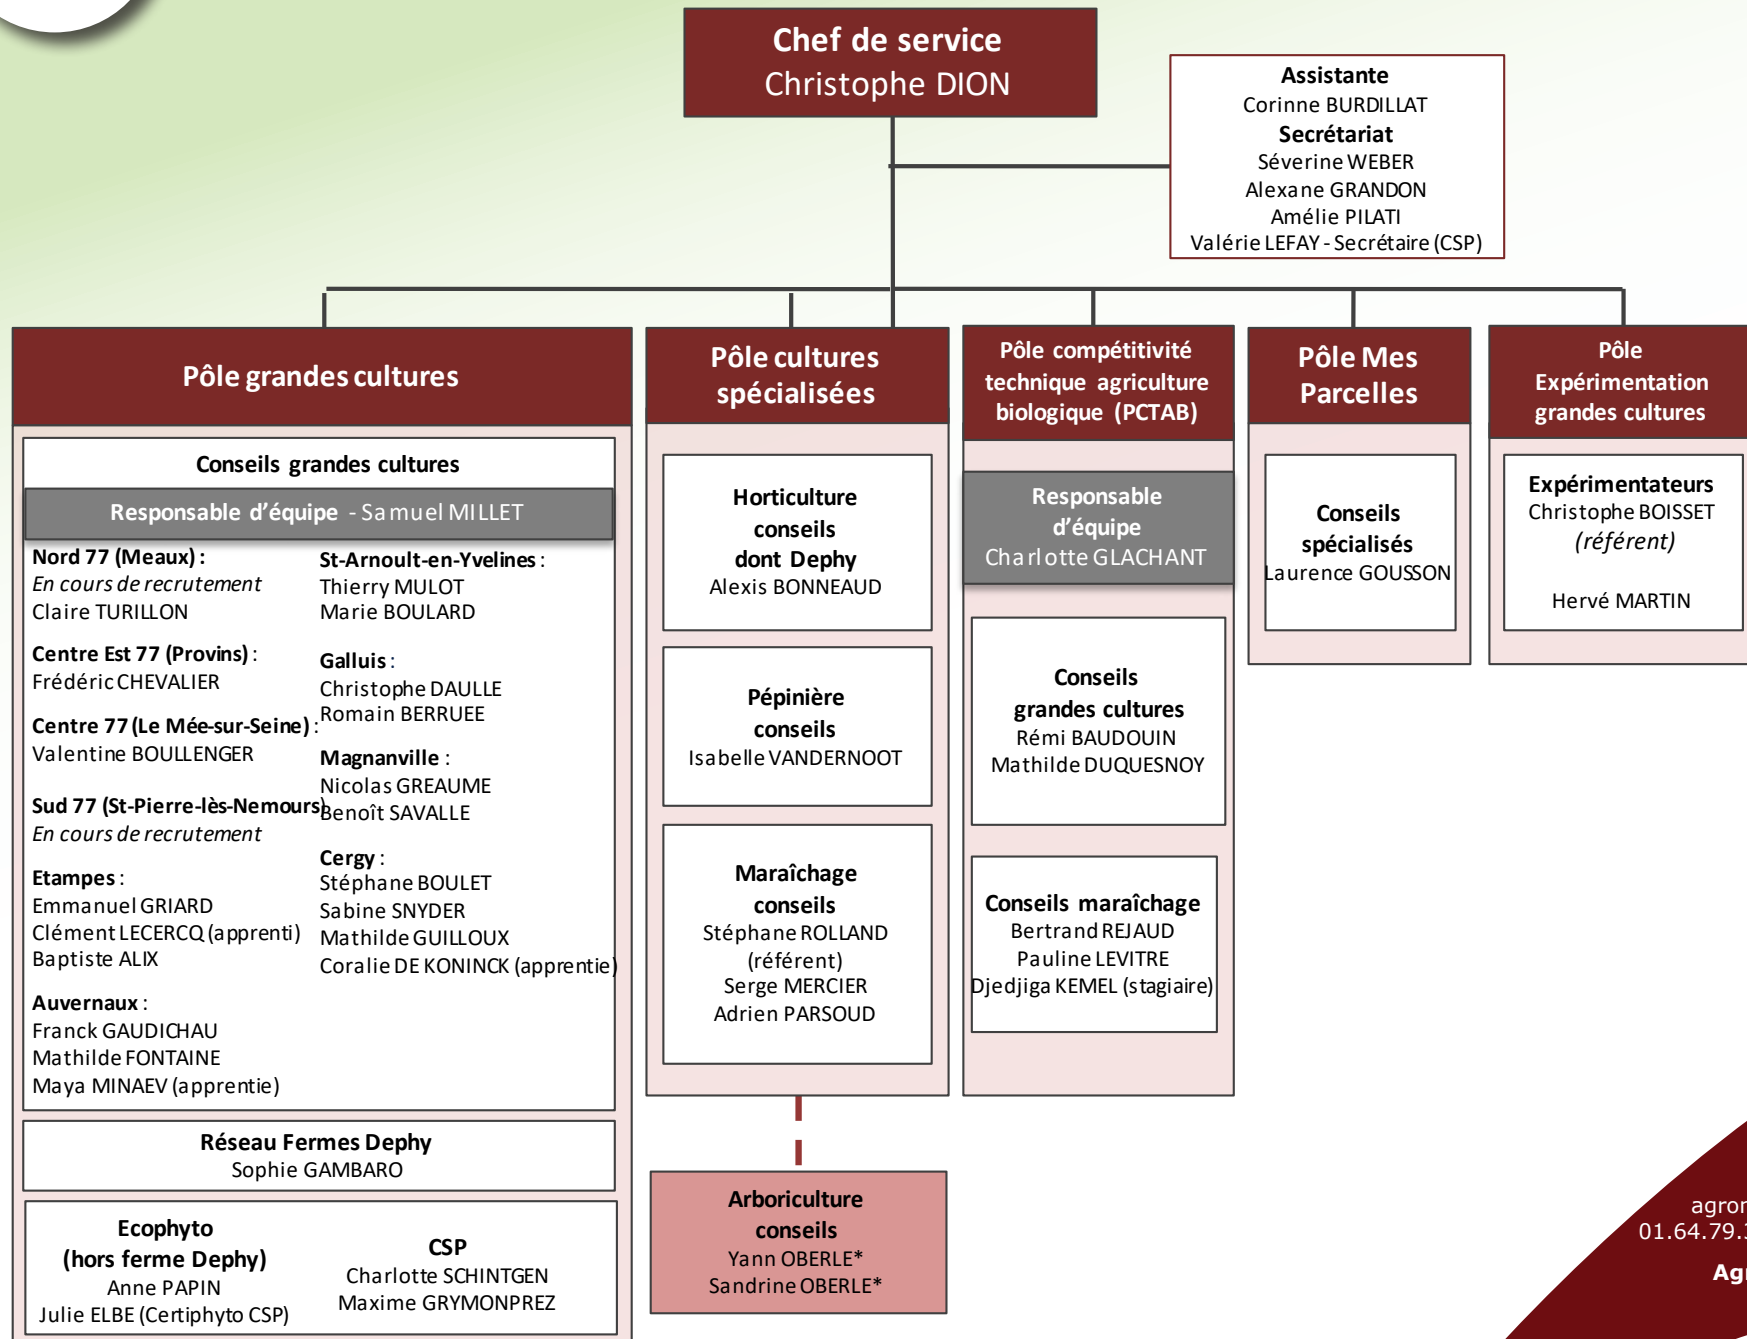 Chef de service
Christophe DION
Assistante
Corinne BURDILLAT
Secrétariat
Séverine WEBER
Alexane GRANDON
Amélie PILATI
Valérie LEFAY - Secrétaire (CSP)
Pôle grandes cultures
Conseils grandes cultures
Responsable d'équipe - Samuel MILLET
Nord 77 (Meaux) :
En cours de recrutement
Claire TURILLON
Centre Est 77 (Provins) :
Frédéric CHEVALIER
Centre 77 (Le Mée-sur-Seine) :
Valentine BOULLENGER
Sud 77 (St-Pierre-lès-Nemours)
En cours de recrutement
Etampes :
Emmanuel GRIARD
Clément LECERCQ (apprenti)
Baptiste ALIX
Auvernaux :
Franck GAUDICHAU
Mathilde FONTAINE
Maya MINAEV (apprentie)
St-Arnoult-en-Yvelines :
Thierry MULOT
Marie BOULARD
Galluis :
Christophe DAULLE
Romain BERRUEE
Magnanville :
Nicolas GREAUME
Benoît SAVALLE
Cergy :
Stéphane BOULET
Sabine SNYDER
Mathilde GUILLOUX
Coralie DE KONINCK (apprentie)
Réseau Fermes Dephy
Sophie GAMBARO
Ecophyto
(hors ferme Dephy)
Anne PAPIN
Julie ELBE (Certiphyto CSP)
CSP
Charlotte SCHINTGEN
Maxime GRYMONPREZ
Pôle cultures
spécialisées
Horticulture
conseils
dont Dephy
Alexis BONNEAUD
Pépinière
conseils
Isabelle VANDERNOOT
Maraîchage
conseils
Stéphane ROLLAND
(référent)
Serge MERCIER
Adrien PARSOUD
Arboriculture
conseils
Yann OBERLE*
Sandrine OBERLE*
Pôle compétitivité
technique agriculture
biologique (PCTAB)
Responsable
d'équipe
Charlotte GLACHANT
Conseils
grandes cultures
Rémi BAUDOUIN
Mathilde DUQUESNOY
Conseils maraîchage
Bertrand REJAUD
Pauline LEVITRE
Djedjiga KEMEL (stagiaire)
Pôle Mes
Parcelles
Conseils
spécialisés
Laurence GOUSSON
Pôle
Expérimentation
grandes cultures
Expérimentateurs
Christophe BOISSET
(référent)
Hervé MARTIN
01.64.79.